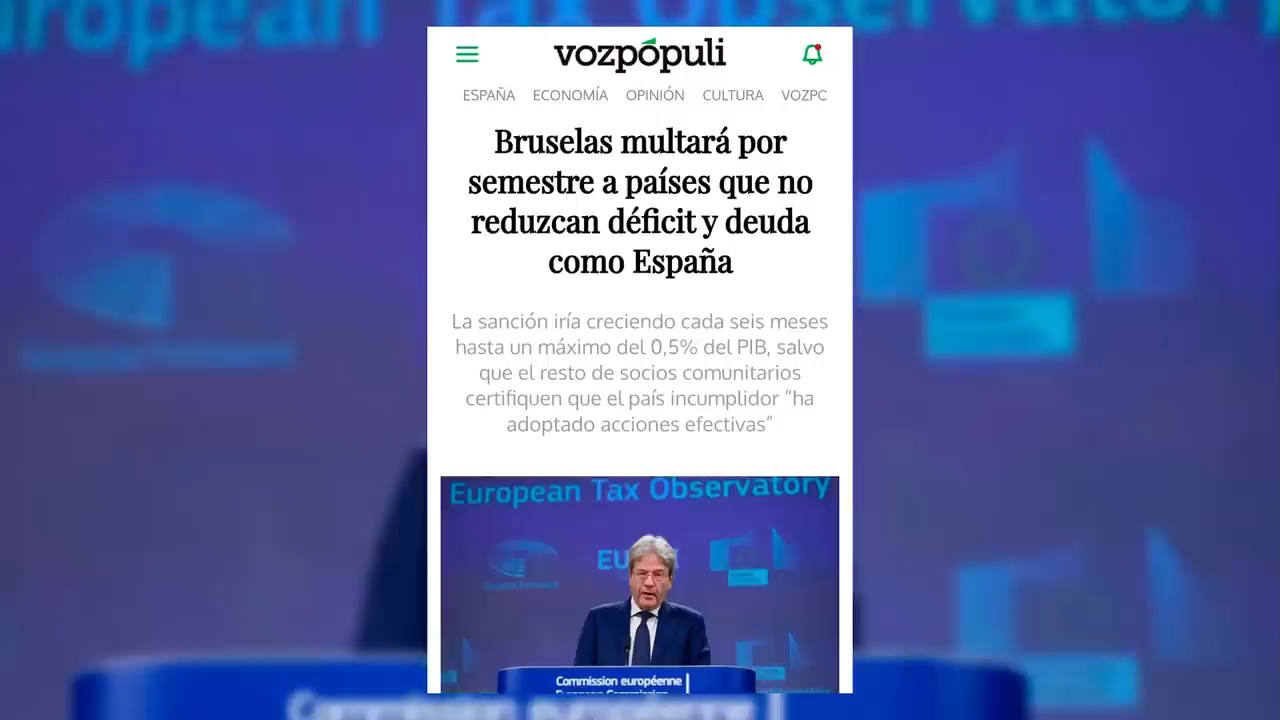 vozpópuli
ESPAÑA ECONOMÍA OPINIÓN CULTURA VOZPC
Bruselas multará por
semestre a países que no
reduzcan déficit y deuda
como España
La sanción iría creciendo cada seis meses
hasta un máximo del 0,5% del PIB, salvo
que el resto de socios comunitarios
certifiquen que el país incumplidor “ha
adoptado acciones efectivas”
European Tax Observatory
Commission européenne
European Commission